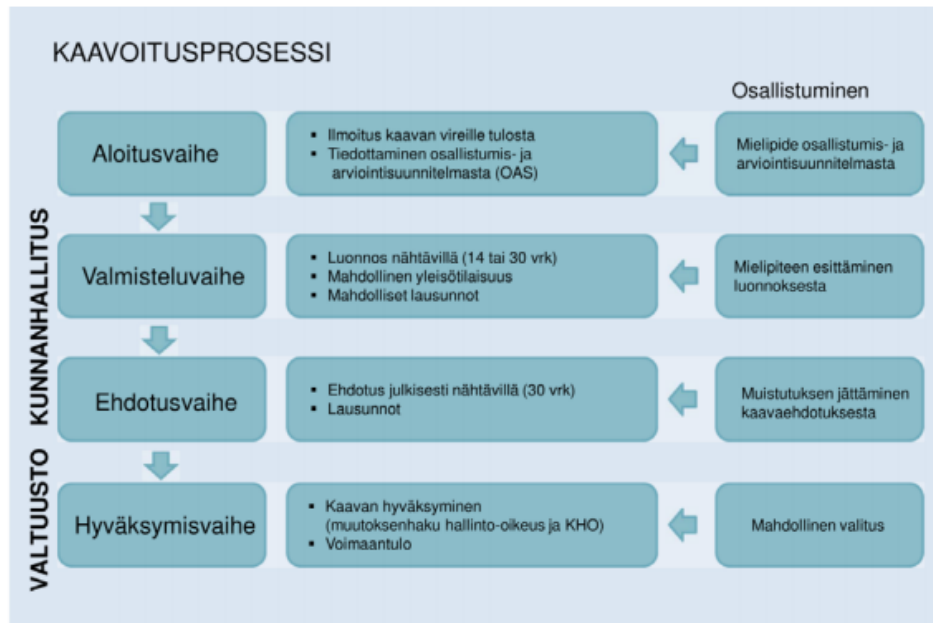 KAAVOITUSPROSESSI
Osallistuminen
KUNNANHALLITUS
VALTUUSTO
Aloitusvaihe
▪ Ilmoitus kaavan vireille tulosta
▪ Tiedottaminen osallistumis- ja
arviointisuunnitelmasta (OAS)
Mielipide osallistumis- ja
arviointisuunnitelmasta
Valmisteluvaihe
▪ Luonnos nähtävillä (14 tai 30 vrk)
▪ Mahdollinen yleisötilaisuus
▪ Mahdolliset lausunnot
Mielipiteen esittäminen
luonnoksesta
Ehdotusvaihe
▪ Ehdotus julkisesti nähtävillä (30 vrk)
▪ Lausunnot
Muistutuksen jättäminen
kaavaehdotuksesta
Hyväksymisvaihe
▪ Kaavan hyväksyminen
(muutoksenhaku hallinto-oikeus ja KHO)
▪ Voimaantulo
Mahdollinen valitus